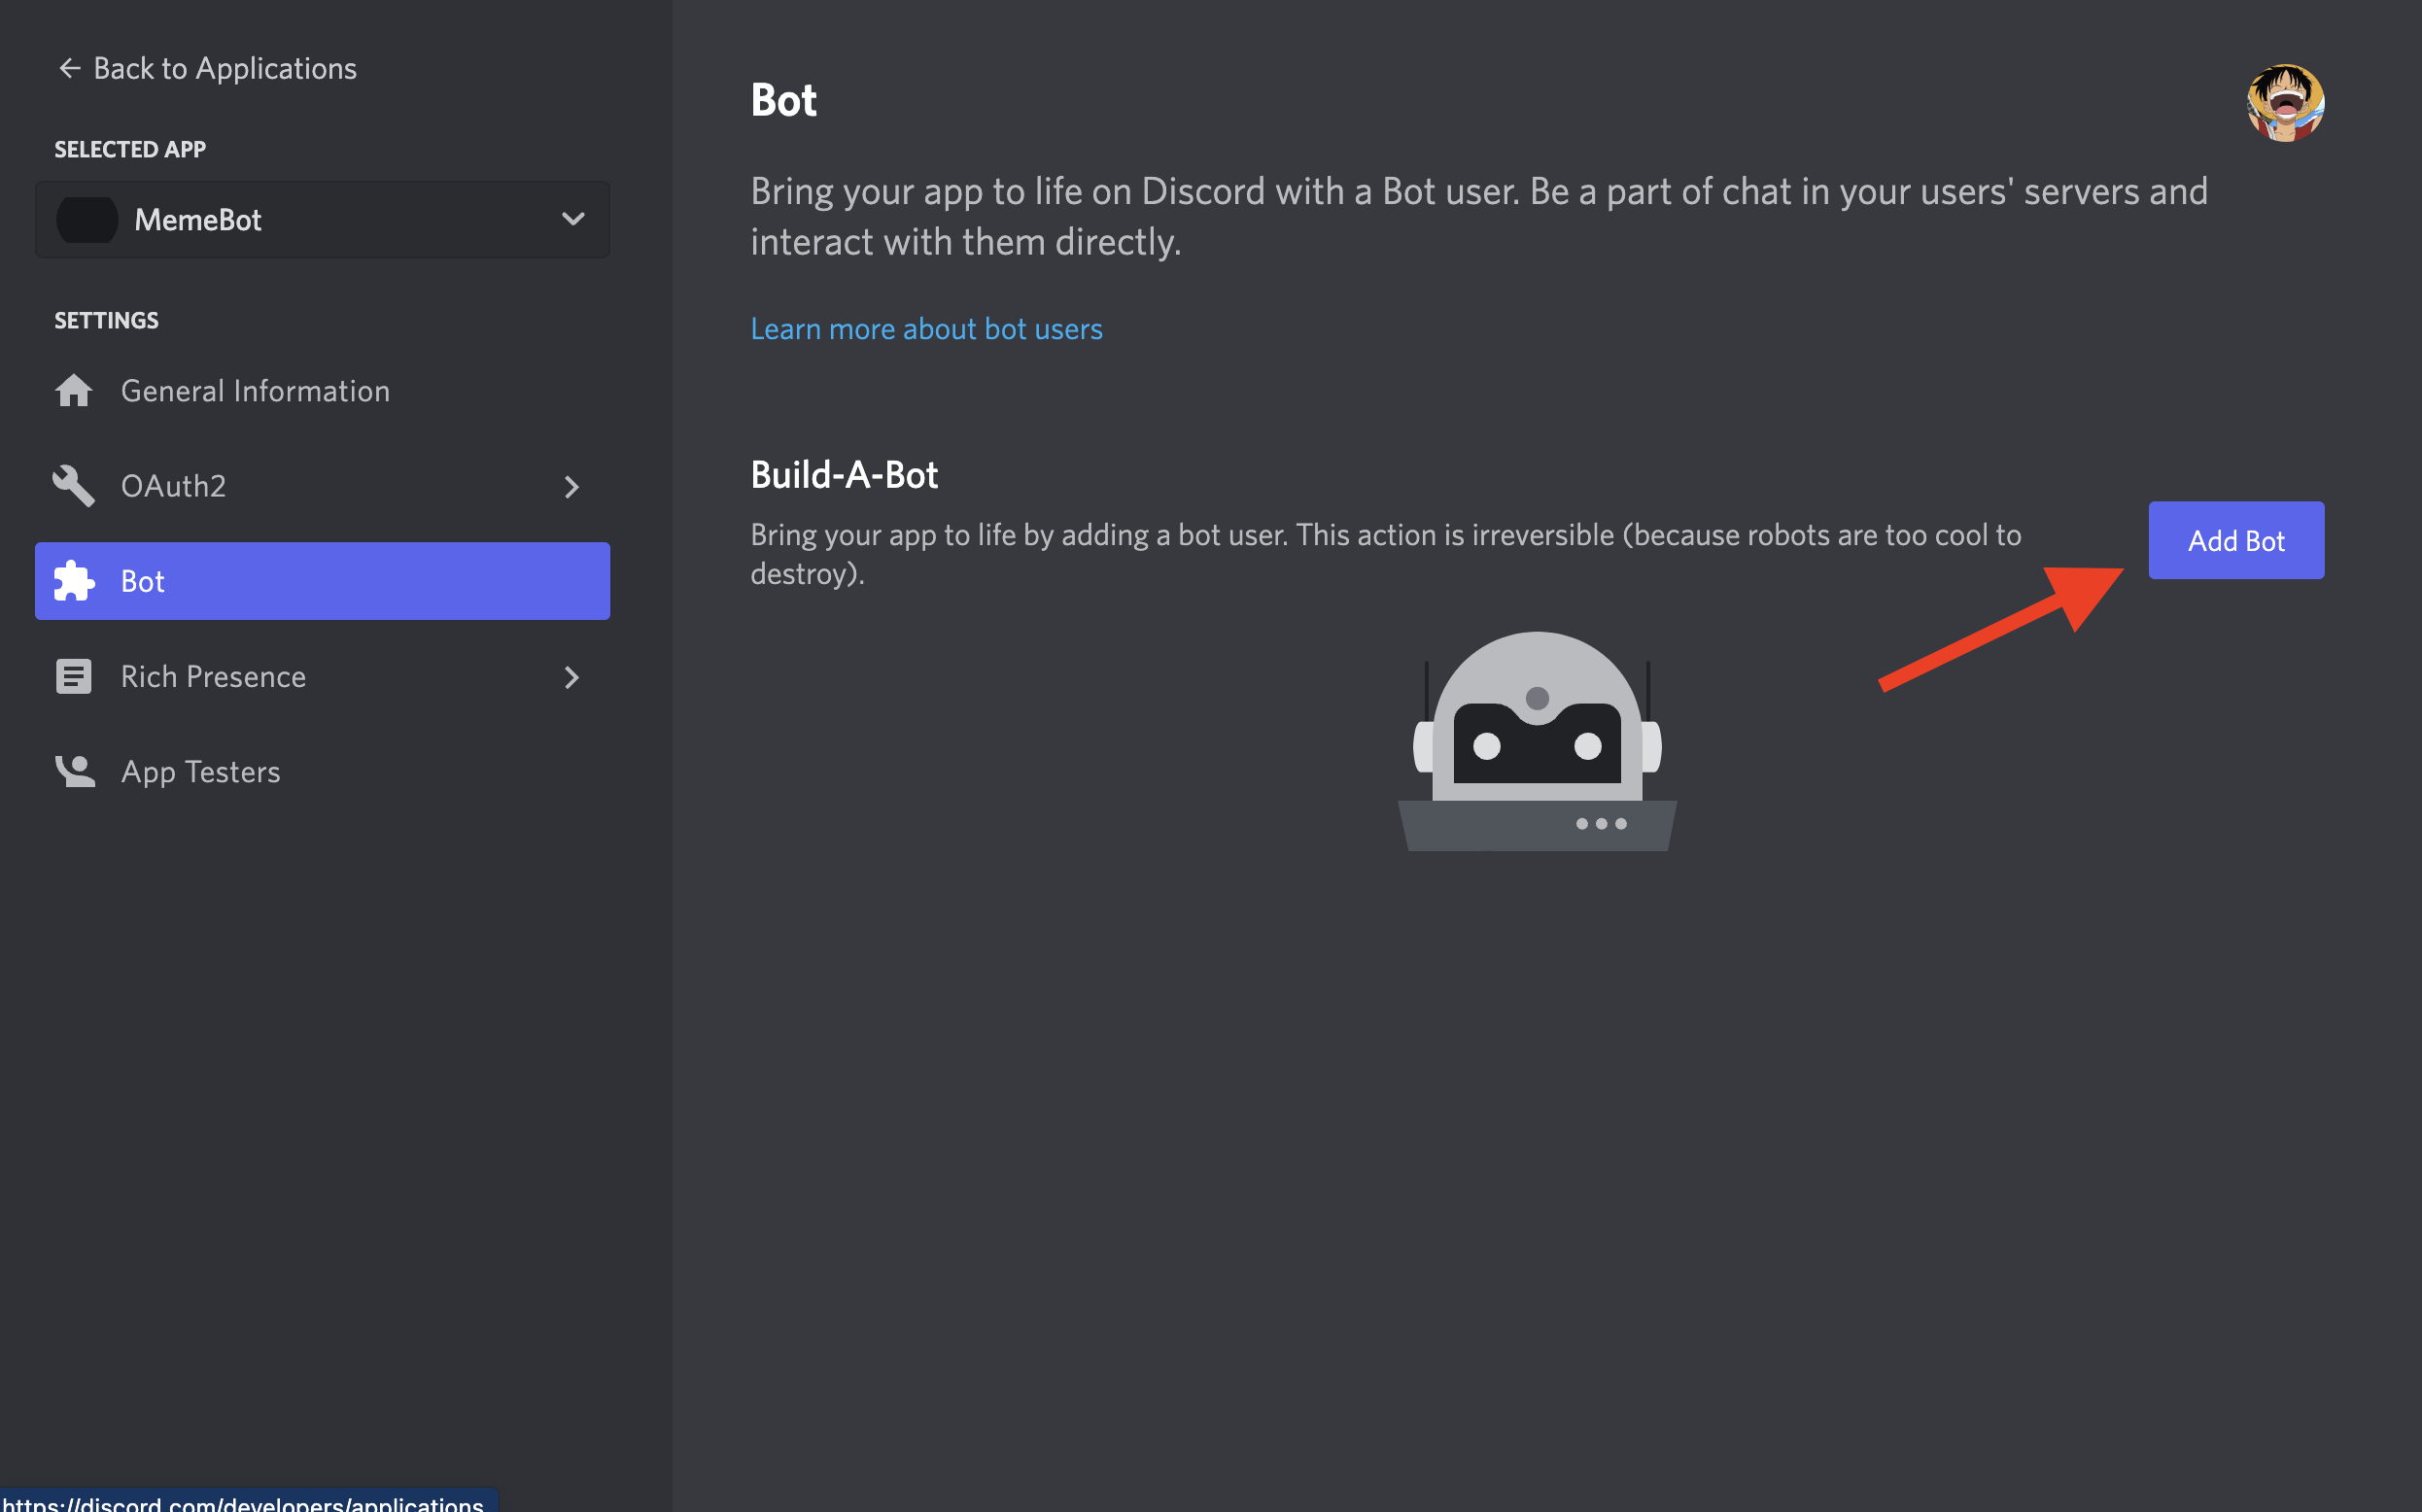 Back to Applications
SELECTED APP
MemeBot
SETTINGS
General Information
OAuth2
Bot
Rich Presence
App Testers
https://discord.com/developers/applications
Bot
Bring your app to life on Discord with a Bot user. Be a part of chat in your users' servers and
interact with them directly.
Learn more about bot users
Build-A-Bot
Bring your app to life by adding a bot user. This action is irreversible (because robots are too cool to
destroy).
Add Bot